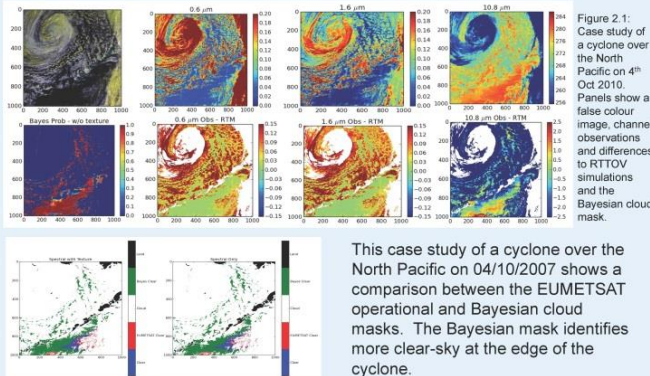 0.6 μm
1.6 μm
10.8 μm
Bayes Prob - w/o texture
0.6 μm Obs - RTM
1.6 μm Obs - RTM
10.8 μm Obs - RTM
Figure 2.1:
Case study of
a cyclone over
the North
Pacific on 4th
Oct 2010.
Panels show a
false colour
image, channel
observations
and differences
to RTTOV
simulations
and the
Bayesian cloud
mask.
Spectral with Texture
Spectral Only
This case study of a cyclone over the
North Pacific on 04/10/2007 shows a
comparison between the EUMETSAT
operational and Bayesian cloud
masks. The Bayesian mask identifies
more clear-sky at the edge of the
cyclone.